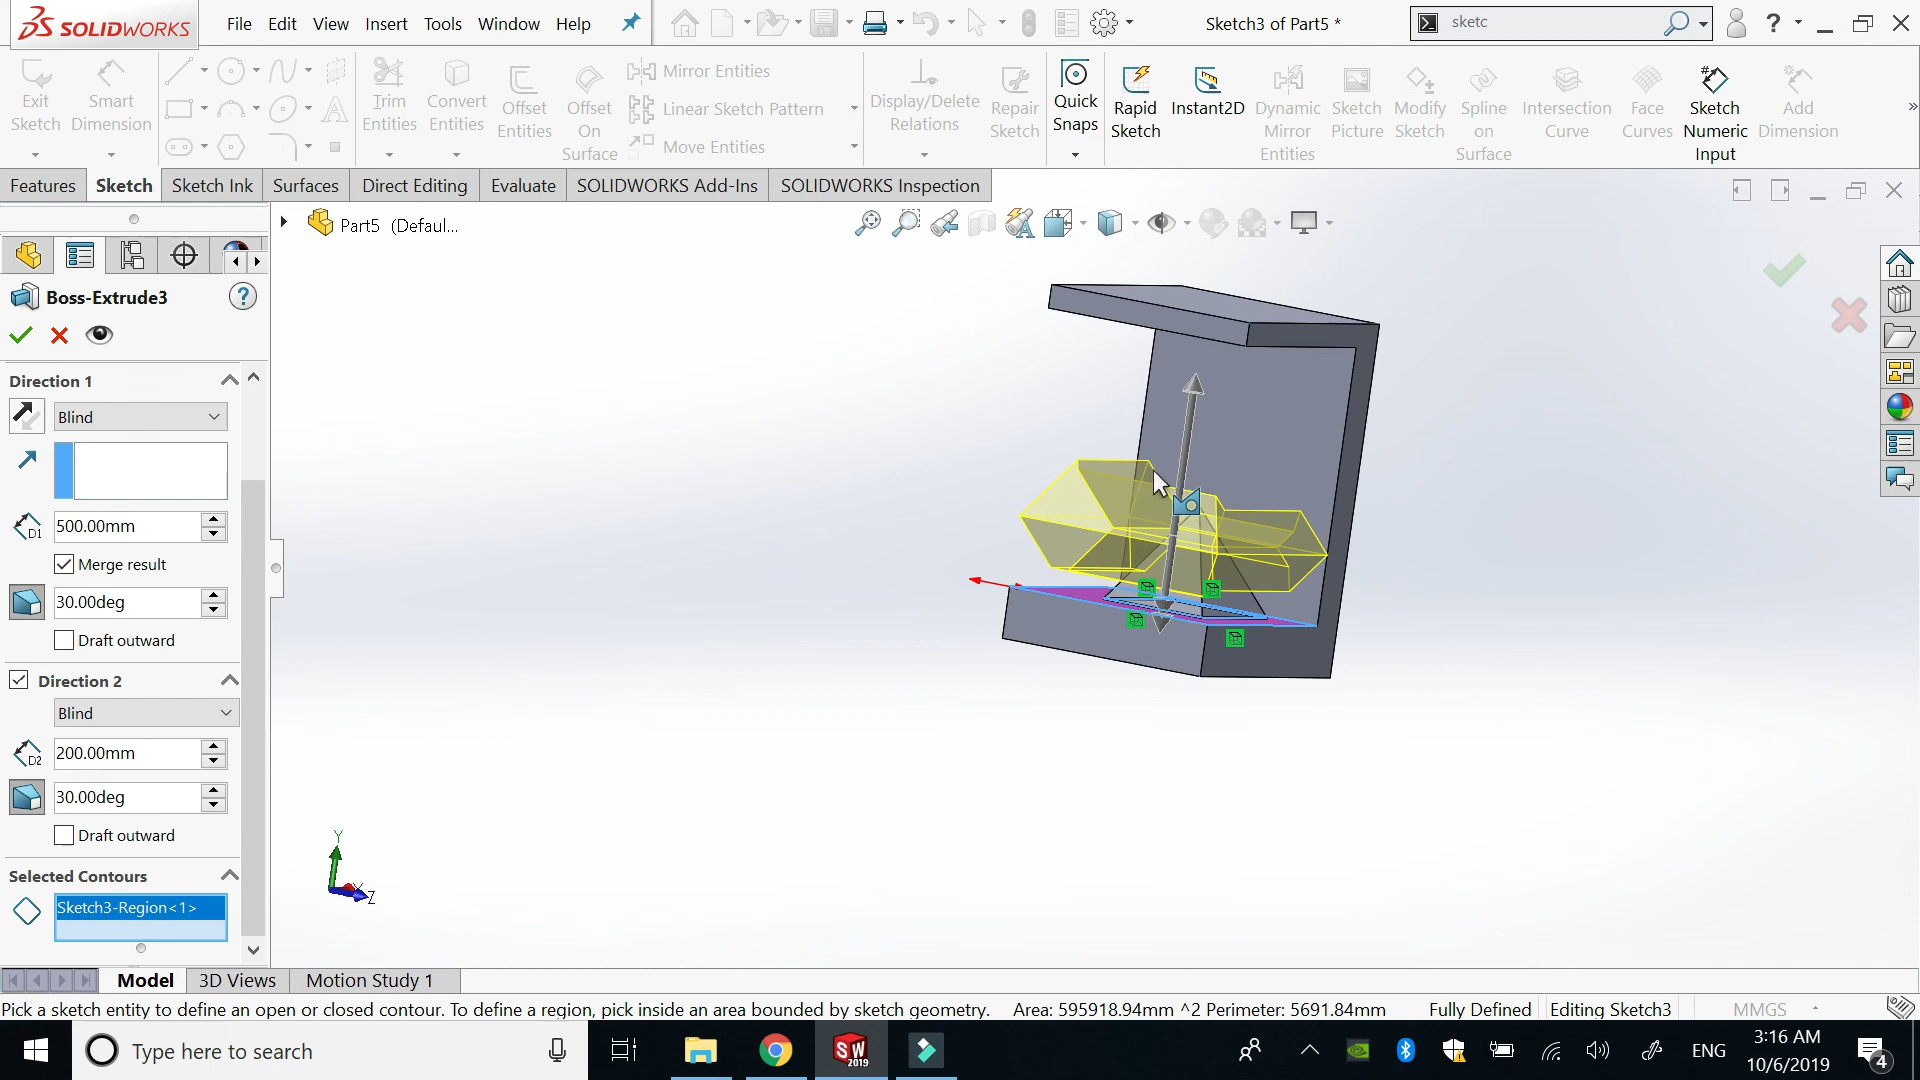 SOLIDWORKS File Edit View Insert Tools Window Help Sketch3 of Part5 * sketc ?
Exit Sketch
Smart Dimension
Trim Entities
Convert Entities
Offset Entities
Offset On Surface
Mirror Entities
Linear Sketch Pattern
Move Entities
Display/Delete Relations
Repair Sketch
Quick Snaps
Rapid Sketch
Instant2D
Dynamic Mirror Entities
Sketch Picture
Modify Sketch
Spline on Surface
Intersection Curve
Face Curves
Sketch Numeric Input
Add Dimension
Features Sketch Sketch Ink Surfaces Direct Editing Evaluate SOLIDWORKS Add-Ins SOLIDWORKS Inspection
Part5 (Defaul...
Boss-Extrude3 ?
Direction 1
Blind
D1 500.00mm
Merge result
30.00deg
Draft outward
Direction 2
Blind
D2 200.00mm
30.00deg
Draft outward
Selected Contours
Sketch3-Region<1>
Y
X
Z
Model 3D Views Motion Study 1
Pick a sketch entity to define an open or closed contour. To define a region, pick inside an area bounded by sketch geometry. Area: 595918.94mm ^2 Perimeter: 5691.84mm Fully Defined Editing Sketch3 MMGS
Type here to search
SW 2019
ENG
3:16 AM
10/6/2019
4